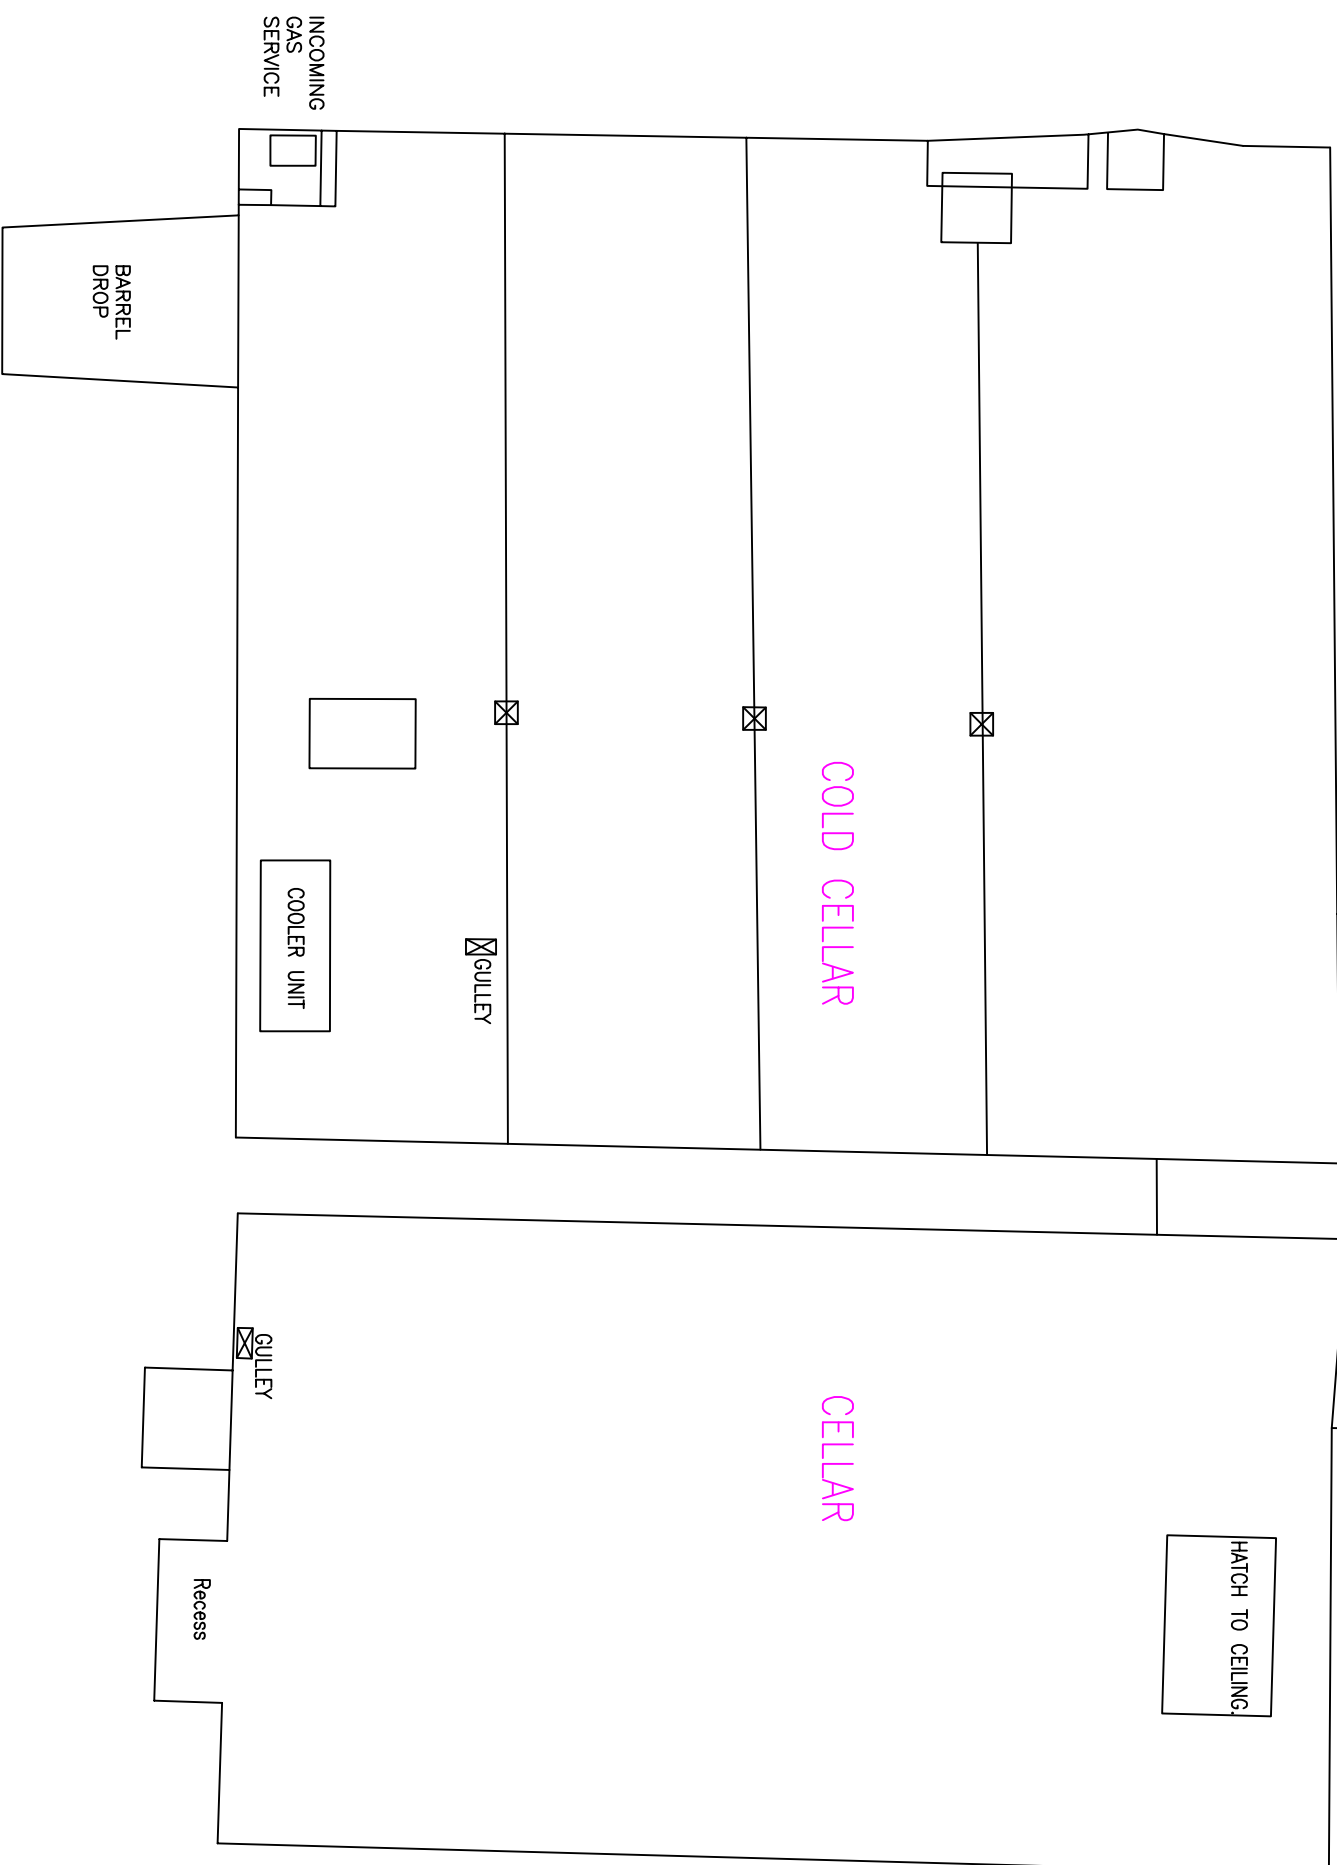 INCOMING
GAS
SERVICE
BARREL
DROP
COLD CELLAR
COOLER UNIT
GULLEY
GULLEY
CELLAR
HATCH TO CEILING.
Recess